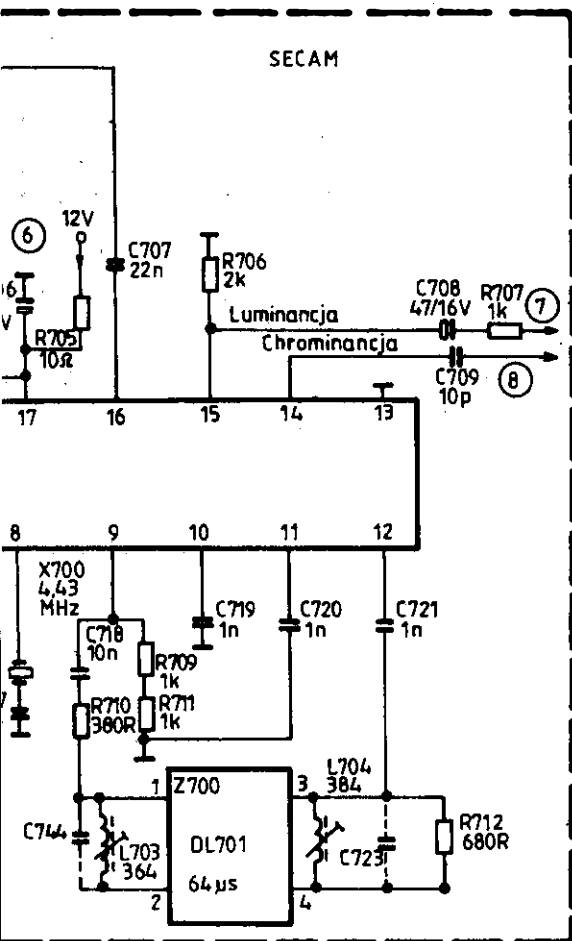 SECAM
6
12V
C707
22n
R706
2k
C708
47/16V
R707
1k
7
Luminancja
Chrominancja
C709
10p
8
6
V
R705
10Ω
17
16
15
14
13
8
9
10
11
12
X700
4,43
MHz
C718
10n
C719
1n
C720
1n
C721
1n
R709
1k
R710
380R
R711
1k
1
Z700
3
L704
384
C744
L703
364
DL701
C723
R712
680R
64µs
2
4